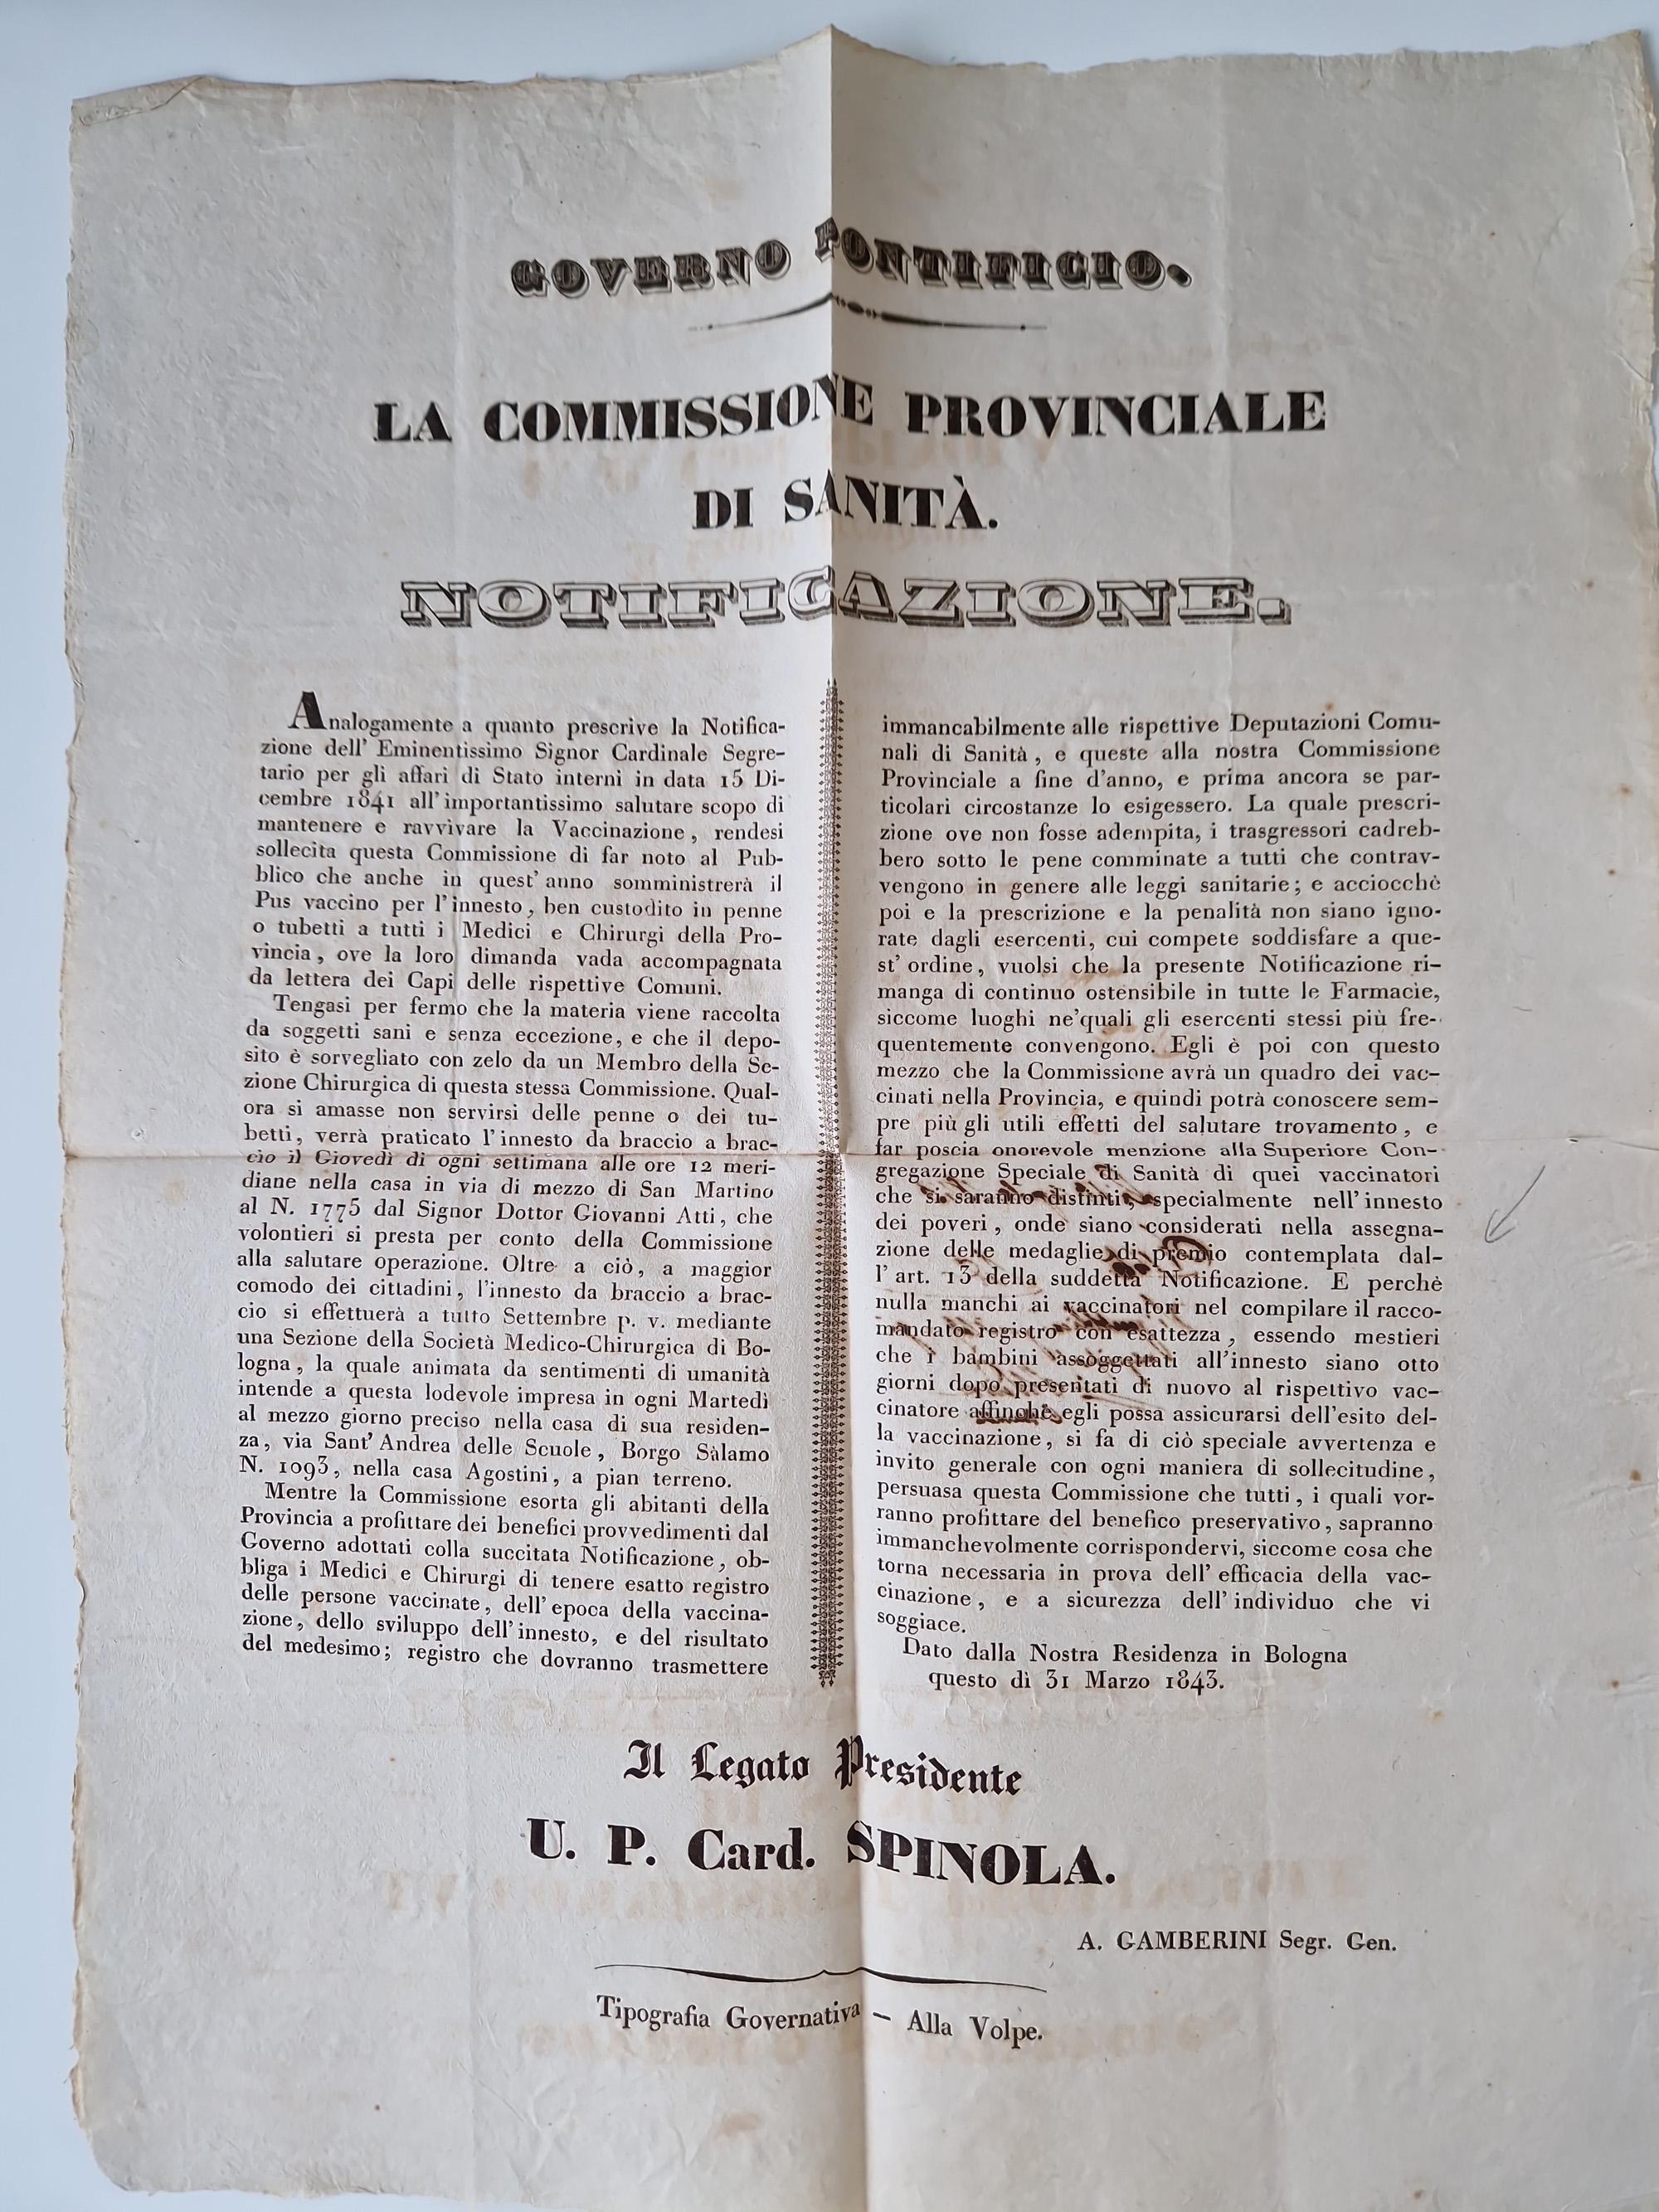 GOVERNO PONTIFICIO.
LA COMMISSIONE PROVINCIALE
DI SANITÀ.
NOTIFICAZIONE.
Analogamente a quanto prescrive la Notifica-
zione dell' Eminentissimo Signor Cardinale Segre-
tario per gli affari di Stato interni in data 15 Di-
cembre 1841 all'importantissimo salutare scopo di
mantenere e ravvivare la Vaccinazione, rendesi
sollecita questa Commissione di far noto al Pub-
blico che anche in quest' anno somministrerà il
Pus vaccino per l'innesto, ben custodito in penne
o tubetti a tutti i Medici e Chirurgi della Pro-
vincia, ove la loro dimanda vada accompagnata
da lettera dei Capi delle rispettive Comuni.
Tengasi per fermo che la materia viene raccolta
da soggetti sani e senza eccezione, e che il depo-
sito è sorvegliato con zelo da un Membro della Se-
zione Chirurgica di questa stessa Commissione. Qual-
ora si amasse non servirsi delle penne o dei tu-
betti, verrà praticato l'innesto da braccio a brac-
cio il Giovedì di ogni settimana alle ore 12 meri-
diane nella casa in via di mezzo di San Martino
al N. 1775 dal Signor Dottor Giovanni Atti, che
volontieri si presta per conto della Commissione
alla salutare operazione. Oltre a ciò, a maggior
comodo dei cittadini, l'innesto da braccio a brac-
cio si effettuerà a tutto Settembre p. v. mediante
una Sezione della Società Medico-Chirurgica di Bo-
logna, la quale animata da sentimenti di umanità
intende a questa lodevole impresa in ogni Martedì
al mezzo giorno preciso nella casa di sua residen-
za, via Sant' Andrea delle Scuole, Borgo Sàlamo
N. 1093, nella casa Agostini, a pian terreno.
Mentre la Commissione esorta gli abitanti della
Provincia a profittare dei benefici provvedimenti dal
Governo adottati colla succitata Notificazione, ob-
bliga i Medici e Chirurgi di tenere esatto registro
delle persone vaccinate, dell'epoca della vaccina-
zione, dello sviluppo dell'innesto, e del risultato
del medesimo; registro che dovranno trasmettere
immancabilmente alle rispettive Deputazioni Comu-
nali di Sanità, e queste alla nostra Commissione
Provinciale a fine d'anno, e prima ancora se par-
ticolari circostanze lo esigessero. La quale prescri-
zione ove non fosse adempita, i trasgressori cadreb-
bero sotto le pene comminate a tutti che contrav-
vengono in genere alle leggi sanitarie; e acciocchè
poi e la prescrizione e la penalità non siano igno-
rate dagli esercenti, cui compete soddisfare a que-
st' ordine, vuolsi che la presente Notificazione ri-
manga di continuo ostensibile in tutte le Farmacie,
siccome luoghi ne'quali gli esercenti stessi più fre-
quentemente convengono. Egli è poi con questo
mezzo che la Commissione avrà un quadro dei vac-
cinati nella Provincia, e quindi potrà conoscere sem-
pre più gli utili effetti del salutare trovamento, e
far poscia onorevole menzione alla Superiore Con-
gregazione Speciale di Sanità di quei vaccinatori
che si saranno distinti, specialmente nell'innesto
dei poveri, onde siano considerati nella assegna-
zione delle medaglie di premio contemplata dal-
l'art. 13 della suddetta Notificazione. E perchè
nulla manchi ai vaccinatori nel compilare il racco-
mandato registro con esattezza, essendo mestieri
che i bambini assoggettati all'innesto siano otto
giorni dopo presentati di nuovo al rispettivo vac-
cinatore affinchè egli possa assicurarsi dell'esito del-
la vaccinazione, si fa di ciò speciale avvertenza e
invito generale con ogni maniera di sollecitudine,
persuasa questa Commissione che tutti, i quali vor-
ranno profittare del benefico preservativo, sapranno
immanchevolmente corrispondervi, siccome cosa che
torna necessaria in prova dell'efficacia della vac-
cinazione, e a sicurezza dell'individuo che vi
soggiace.
Dato dalla Nostra Residenza in Bologna
questo dì 31 Marzo 1843.
Il Legato Presidente
U. P. Card. SPINOLA.
A. GAMBERINI Segr. Gen.
Tipografia Governativa – Alla Volpe.